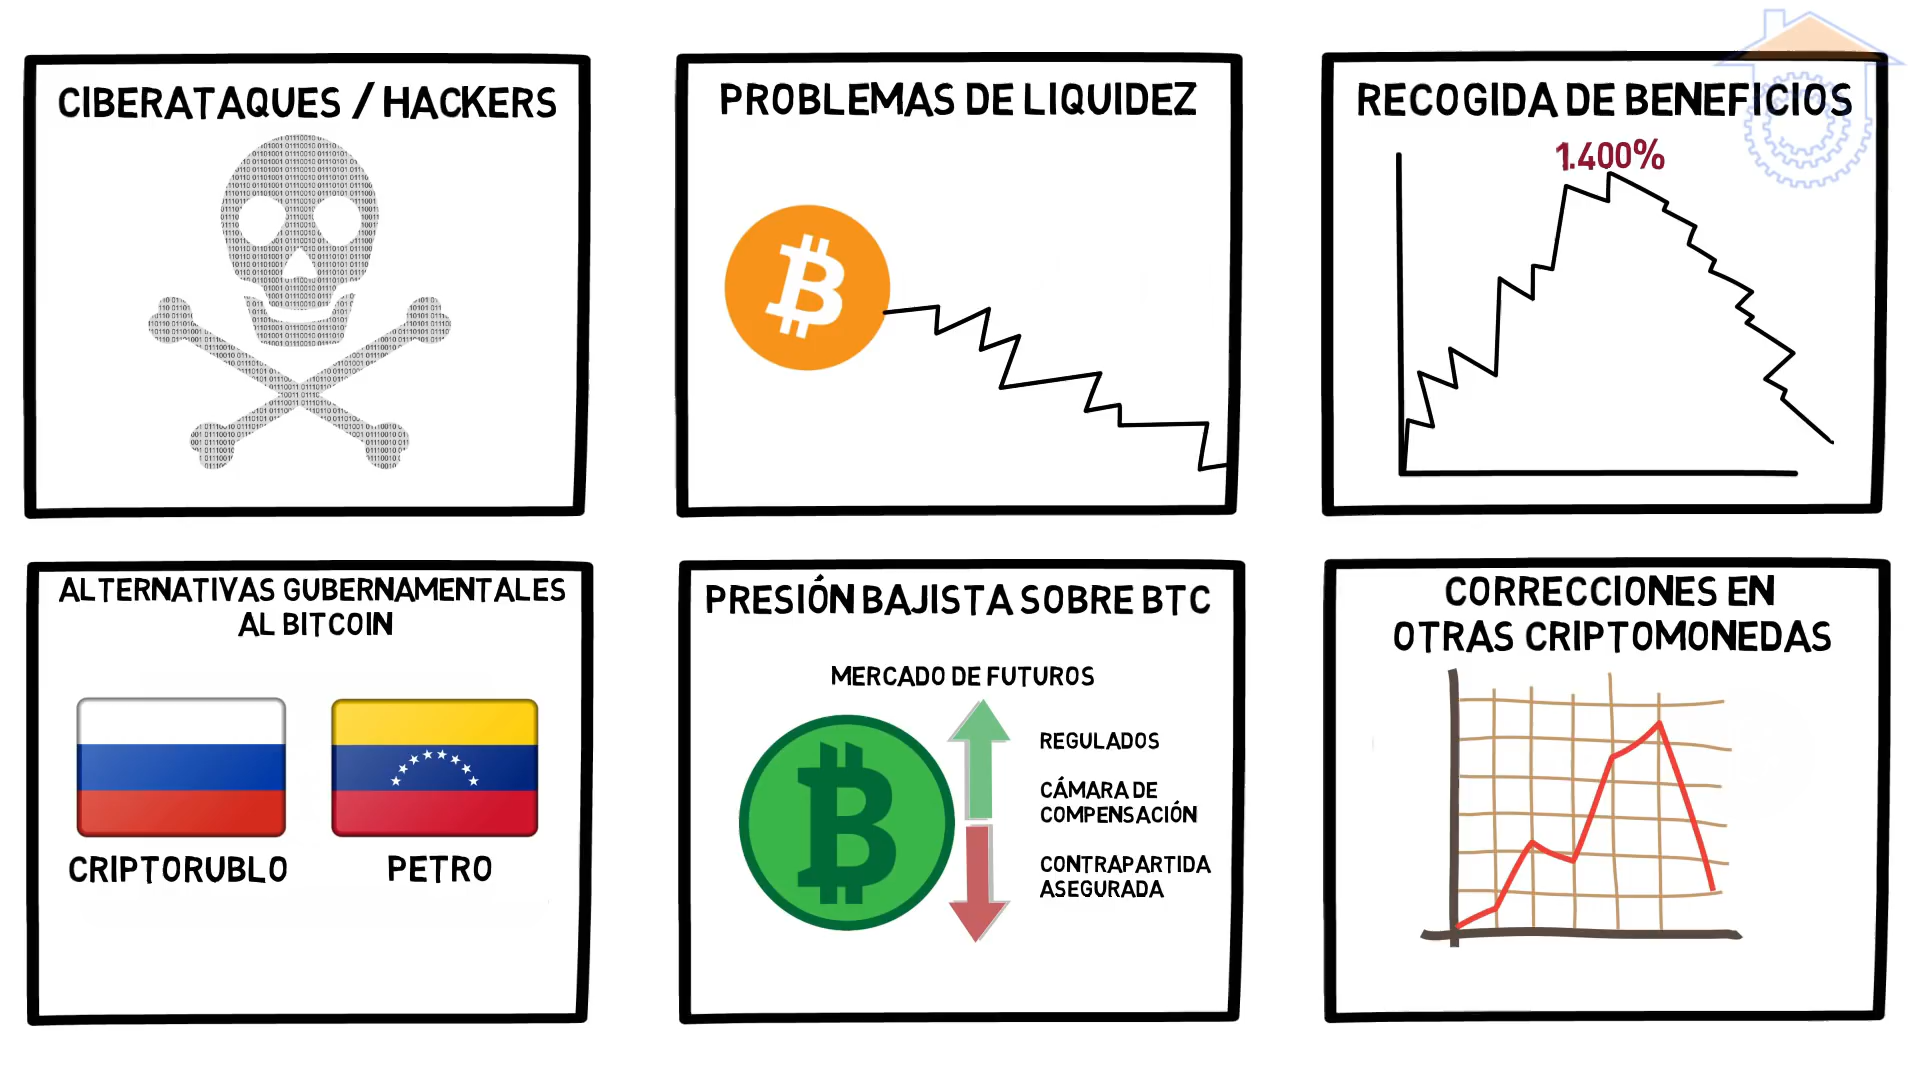 CIBERATAQUES / HACKERS
PROBLEMAS DE LIQUIDEZ
RECOGIDA DE BENEFICIOS
1.400%
ALTERNATIVAS GUBERNAMENTALES
AL BITCOIN
CRIPTORUBLO
PETRO
PRESIÓN BAJISTA SOBRE BTC
MERCADO DE FUTUROS
REGULADOS
CÁMARA DE
COMPENSACIÓN
CONTRAPARTIDA
ASEGURADA
CORRECCIONES EN
OTRAS CRIPTOMONEDAS